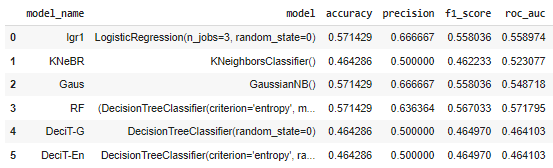 model_name model accuracy precision f1_score roc_auc
0 lgr1 LogisticRegression(n_jobs=3, random_state=0) 0.571429 0.666667 0.558036 0.558974
1 KNeBR KNeighborsClassifier() 0.464286 0.500000 0.462233 0.523077
2 Gaus GaussianNB() 0.571429 0.666667 0.558036 0.548718
3 RF (DecisionTreeClassifier(criterion='entropy', m... 0.571429 0.636364 0.567033 0.571795
4 DeciT-G DecisionTreeClassifier(random_state=0) 0.464286 0.500000 0.464970 0.464103
5 DeciT-En DecisionTreeClassifier(criterion='entropy', ra... 0.464286 0.500000 0.464970 0.464103